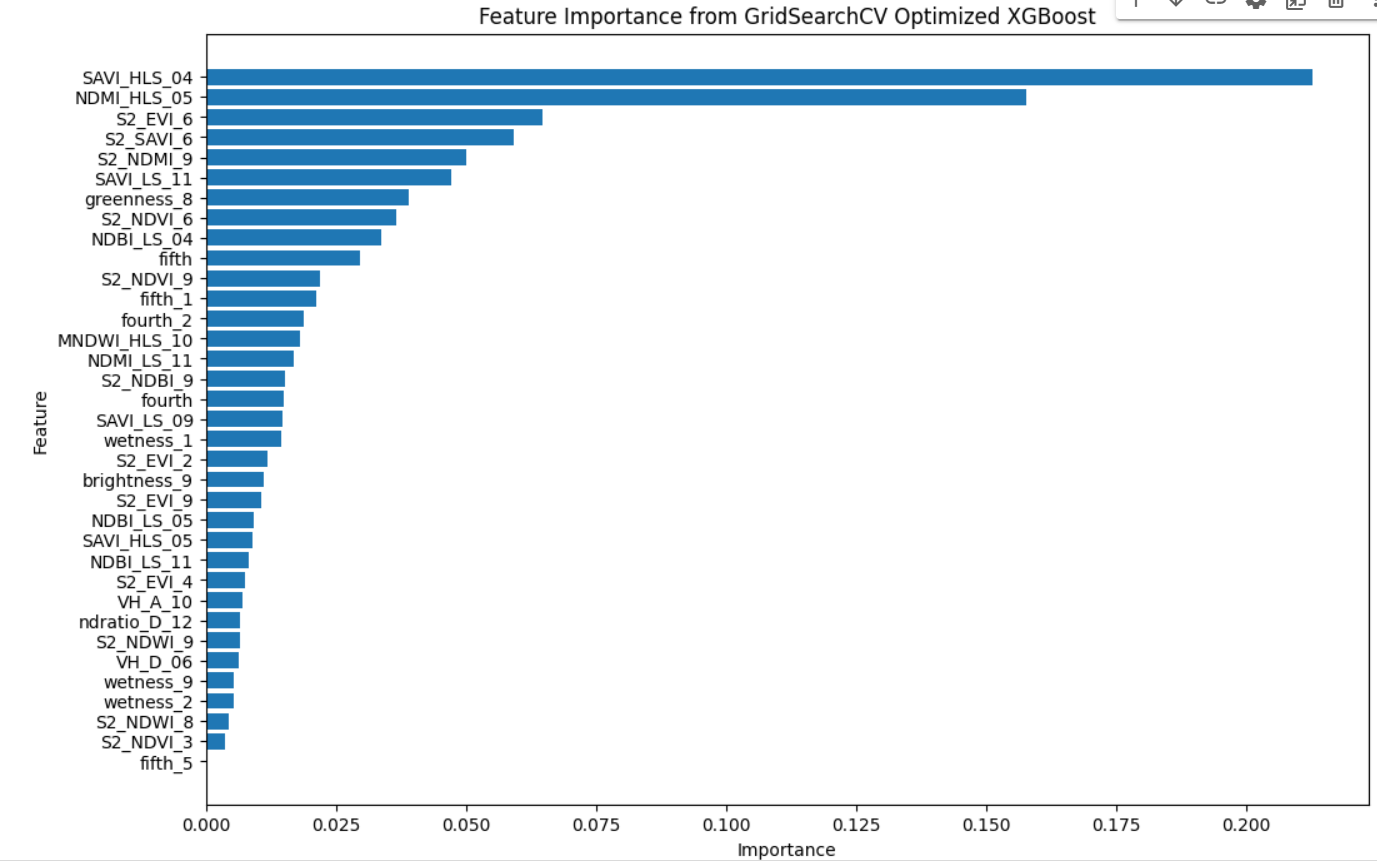 Feature Importance from GridSearchCV Optimized XGBoost
SAVI_HLS_04
NDMI_HLS_05
S2_EVI_6
S2_SAVI_6
S2_NDMI_9
SAVI_LS_11
greenness_8
S2_NDVI_6
NDBI_LS_04
fifth
S2_NDVI_9
fifth_1
fourth_2
MNDWI_HLS_10
NDMI_LS_11
S2_NDBI_9
fourth
SAVI_LS_09
wetness_1
S2_EVI_2
brightness_9
S2_EVI_9
NDBI_LS_05
SAVI_HLS_05
NDBI_LS_11
S2_EVI_4
VH_A_10
ndratio_D_12
S2_NDWI_9
VH_D_06
wetness_9
wetness_2
S2_NDWI_8
S2_NDVI_3
fifth_5
Feature
0.000 0.025 0.050 0.075 0.100 0.125 0.150 0.175 0.200
Importance